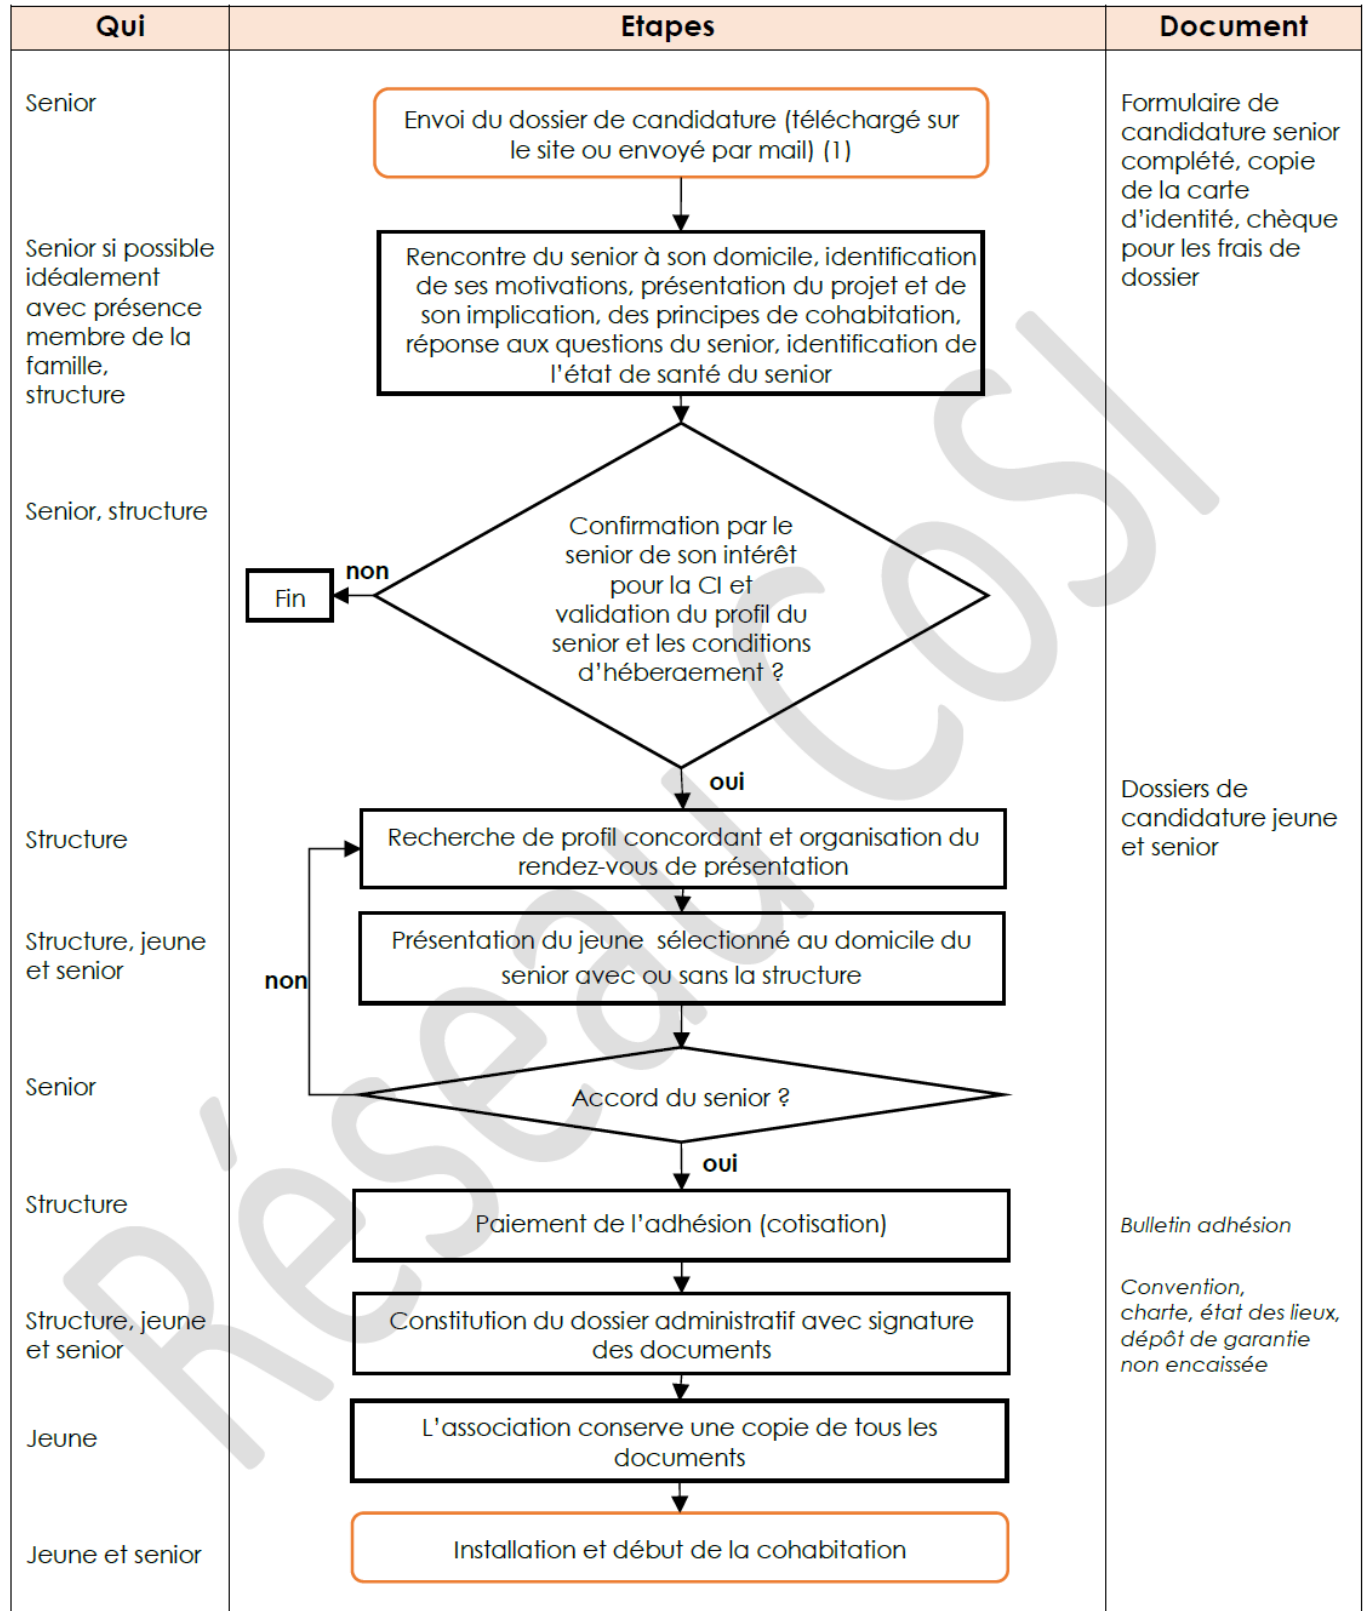 Qui
Etapes
Document
Senior
Envoi du dossier de candidature (téléchargé sur
le site ou envoyé par mail) (1)
Formulaire de
candidature senior
complété, copie
de la carte
d'identité, chèque
pour les frais de
dossier
Senior si possible
idéalement
avec présence
membre de la
famille,
structure
Rencontre du senior à son domicile, identification
de ses motivations, présentation du projet et de
son implication, des principes de cohabitation,
réponse aux questions du senior, identification de
l'état de santé du senior
Senior, structure
Confirmation par le
senior de son intérêt
pour la CI et
validation du profil du
senior et les conditions
d'hébergement ?
non
Fin
oui
Structure
Recherche de profil concordant et organisation du
rendez-vous de présentation
Dossiers de
candidature jeune
et senior
Structure, jeune
et senior
Présentation du jeune sélectionné au domicile du
senior avec ou sans la structure
non
Senior
Accord du senior ?
oui
Structure
Paiement de l'adhésion (cotisation)
Bulletin adhésion
Structure, jeune
et senior
Constitution du dossier administratif avec signature
des documents
Convention,
charte, état des lieux,
dépôt de garantie
non encaissée
Jeune
L'association conserve une copie de tous les
documents
Jeune et senior
Installation et début de la cohabitation
Réseau CoSI